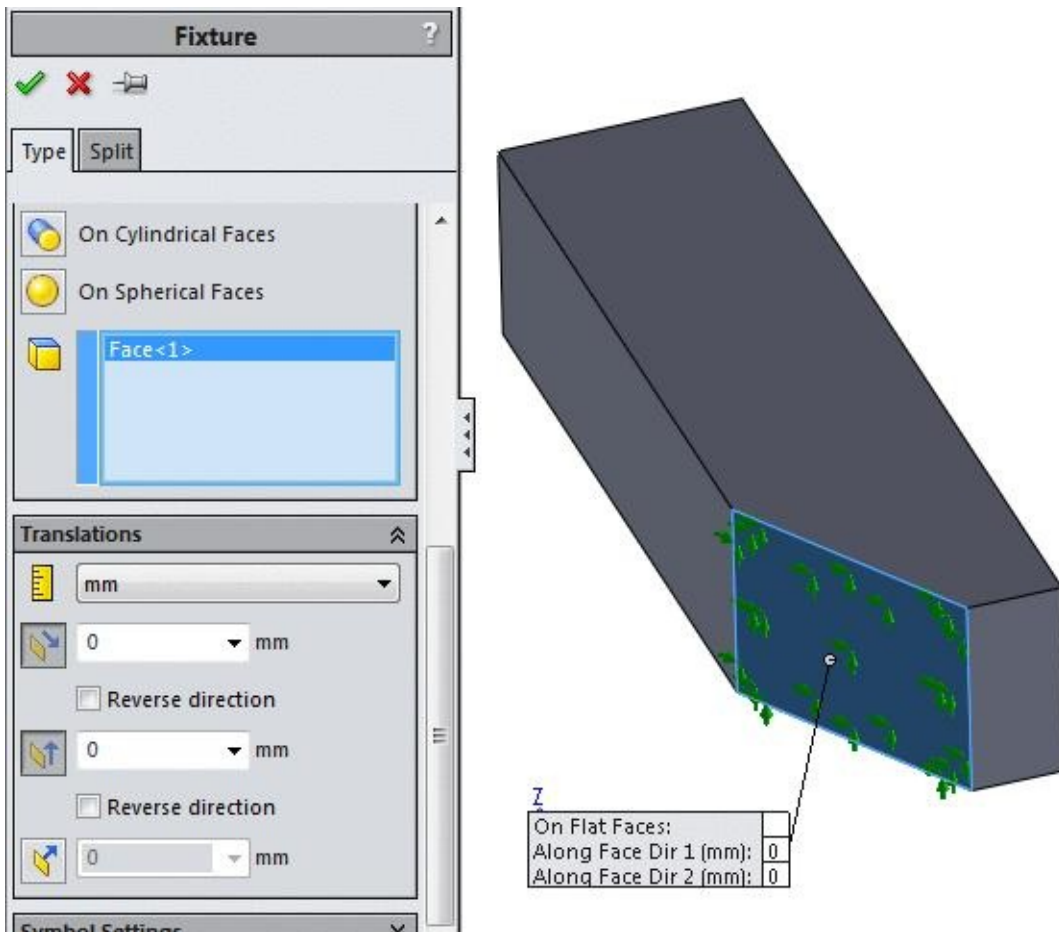 Fixture ?
Type Split
On Cylindrical Faces
On Spherical Faces
Face<1>
Translations
mm
0 mm
Reverse direction
0 mm
Reverse direction
0 mm
Symbol Settings
Z
On Flat Faces:
Along Face Dir 1 (mm): 0
Along Face Dir 2 (mm): 0